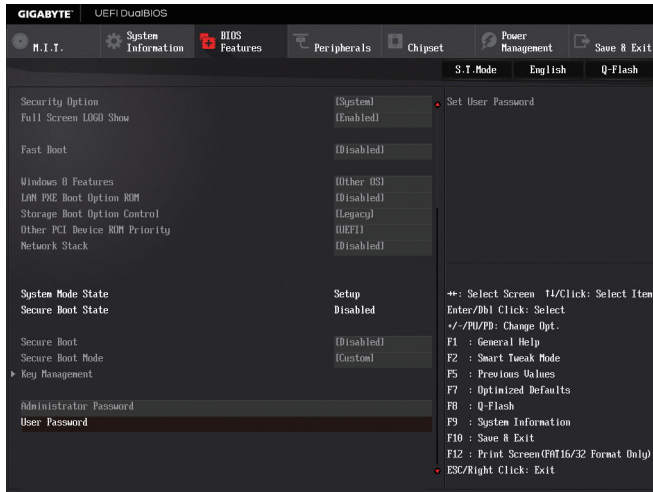 GIGABYTE™ UEFI DualBIOS
M.I.T.
System Information
BIOS Features
Peripherals
Chipset
Power Management
Save & Exit
S.T.Mode English Q-Flash
Security Option [System]
Full Screen LOGO Show [Enabled]
Fast Boot [Disabled]
Windows 8 Features [Other OS]
LAN PXE Boot Option ROM [Disabled]
Storage Boot Option Control [Legacy]
Other PCI Device ROM Priority [UEFI]
Network Stack [Disabled]
System Mode State Setup
Secure Boot State Disabled
Secure Boot [Disabled]
Secure Boot Mode [Custom]
Key Management
Administrator Password
User Password
Set User Password
→←: Select Screen ↑↓/Click: Select Item
Enter/Dbl Click: Select
+/-/PU/PD: Change Opt.
F1 : General Help
F2 : Smart Tweak Mode
F5 : Previous Values
F7 : Optimized Defaults
F8 : Q-Flash
F9 : System Information
F10 : Save & Exit
F12 : Print Screen(FAT16/32 Format Only)
ESC/Right Click: Exit